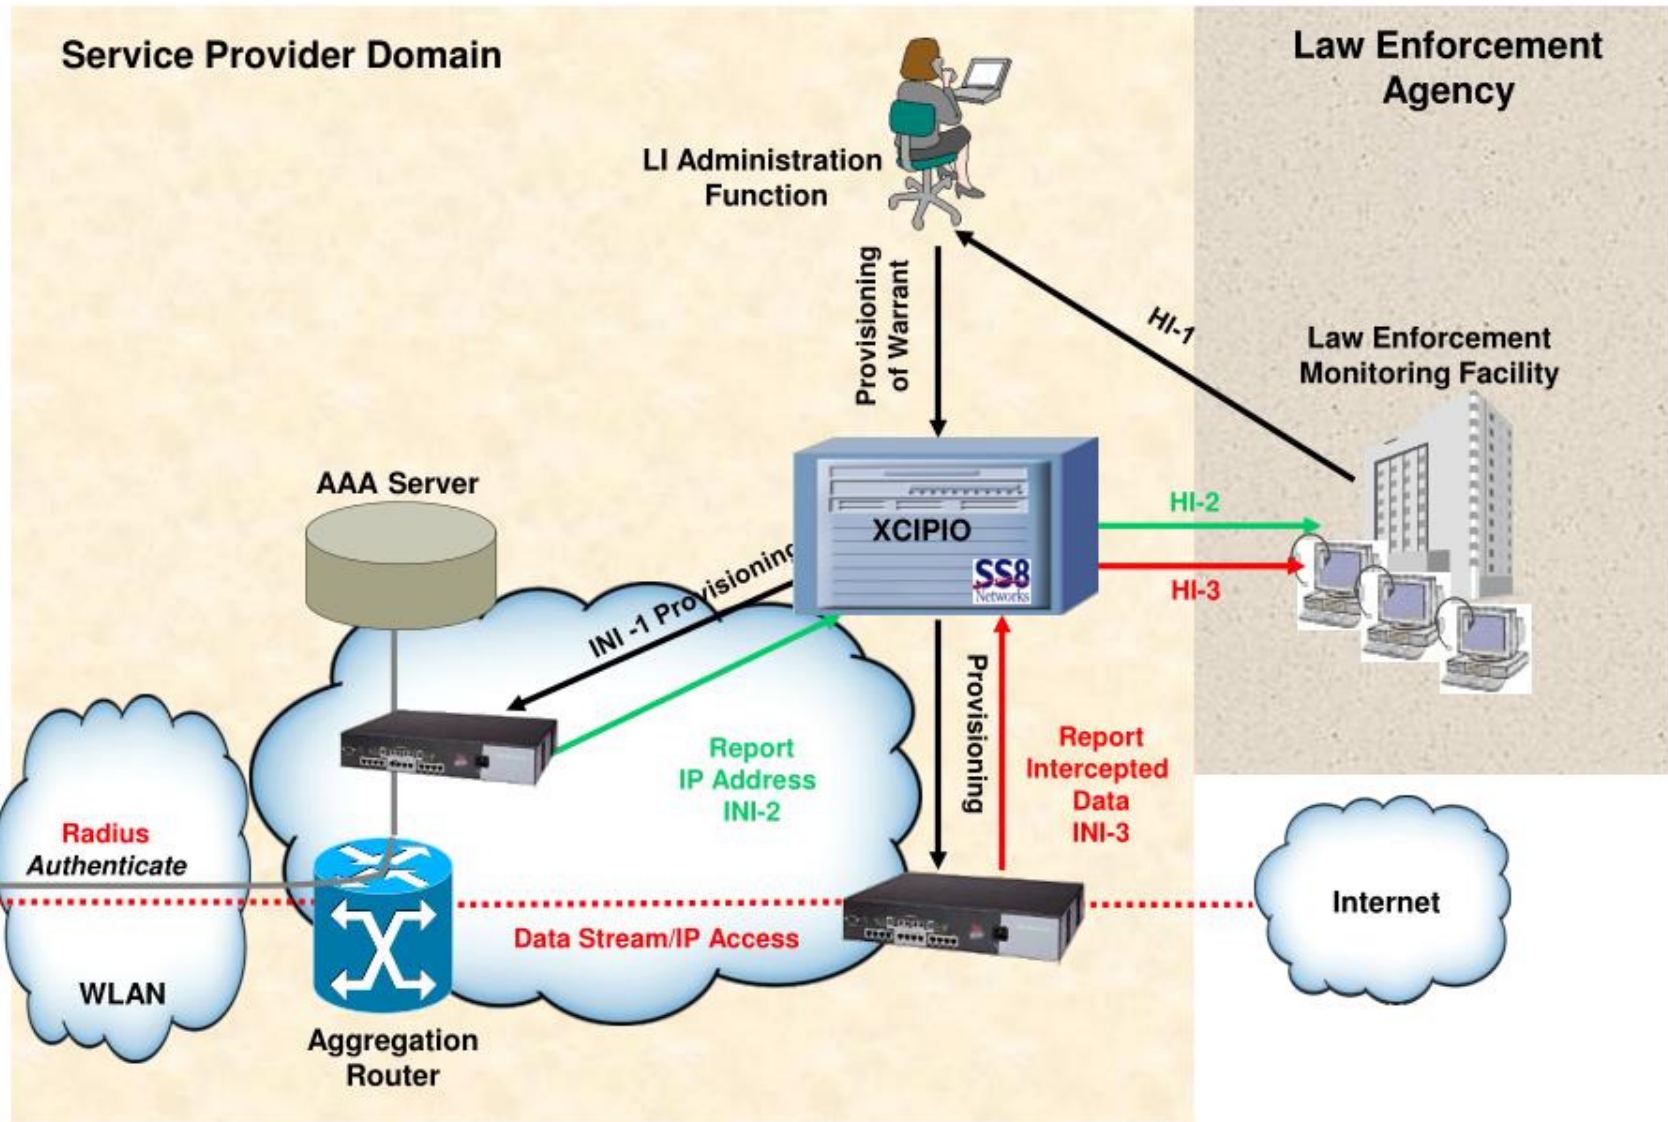 Service Provider Domain
Law Enforcement
Agency
LI Administration
Function
Provisioning
of Warrant
HI-1
Law Enforcement
Monitoring Facility
AAA Server
XCIPIO
SS8
Networks
HI-2
HI-3
INI -1 Provisioning
Provisioning
Report
IP Address
INI-2
Report
Intercepted
Data
INI-3
Radius
Authenticate
Data Stream/IP Access
Internet
WLAN
Aggregation
Router